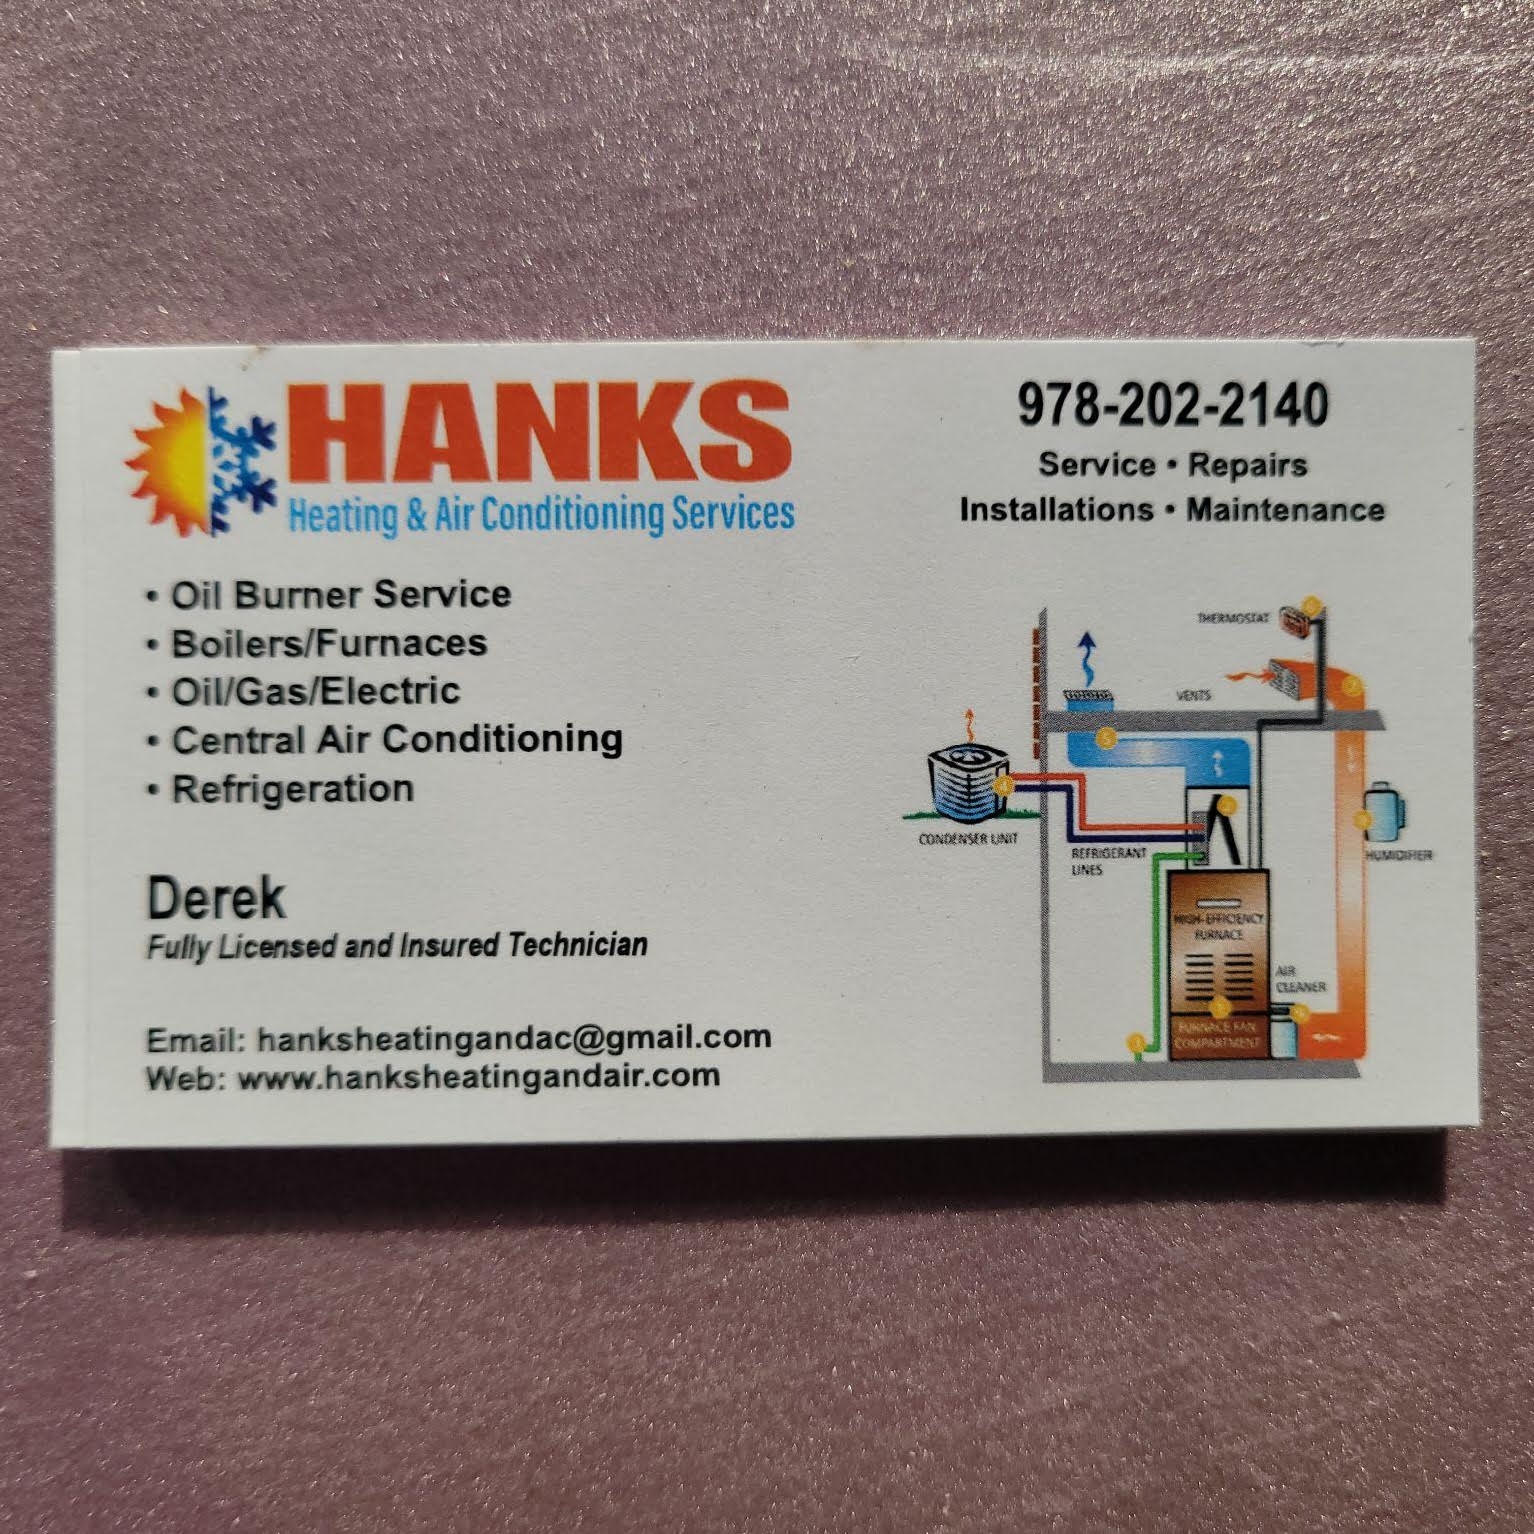 HANKS
Heating & Air Conditioning Services
978-202-2140
Service • Repairs
Installations • Maintenance
• Oil Burner Service
• Boilers/Furnaces
• Oil/Gas/Electric
• Central Air Conditioning
• Refrigeration
Derek
Fully Licensed and Insured Technician
Email: hanksheatingandac@gmail.com
Web: www.hanksheatingandair.com
THERMOSTAT
VENTS
CONDENSER UNIT
REFRIGERANT
LINES
HUMIDIFIER
HIGH-EFFICIENCY
FURNACE
AIR
CLEANER
FURNACE FAN
COMPARTMENT